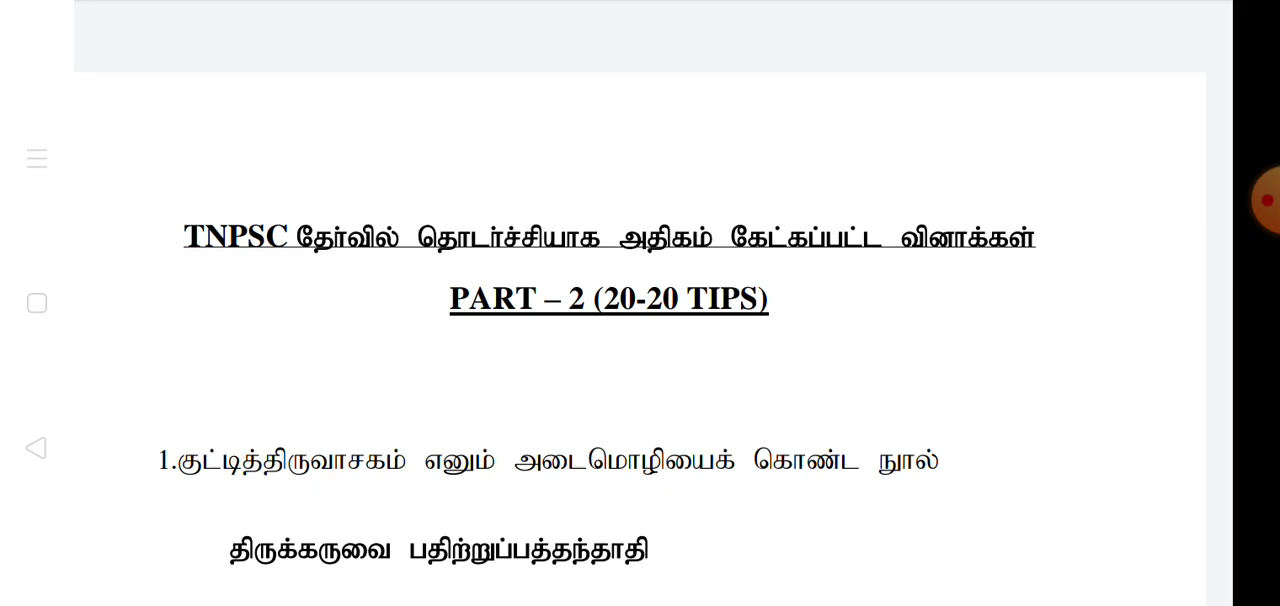 TNPSC தேர்வில் தொடர்ச்சியாக அதிகம் கேட்கப்பட்ட வினாக்கள்
PART – 2 (20-20 TIPS)
1.குட்டித்திருவாசகம் எனும் அடைமொழியைக் கொண்ட நூல்
திருக்கருவை பதிற்றுப்பத்தந்தாதி